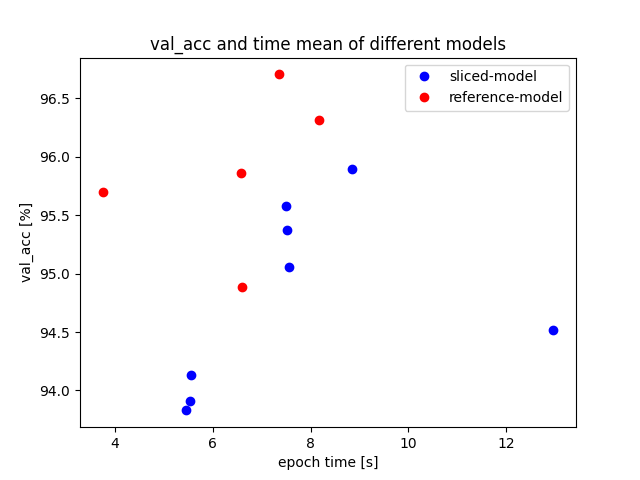 val_acc and time mean of different models
sliced-model
reference-model
96.5
96.0
95.5
95.0
94.5
94.0
val_acc [%]
4
6
8
10
12
epoch time [s]